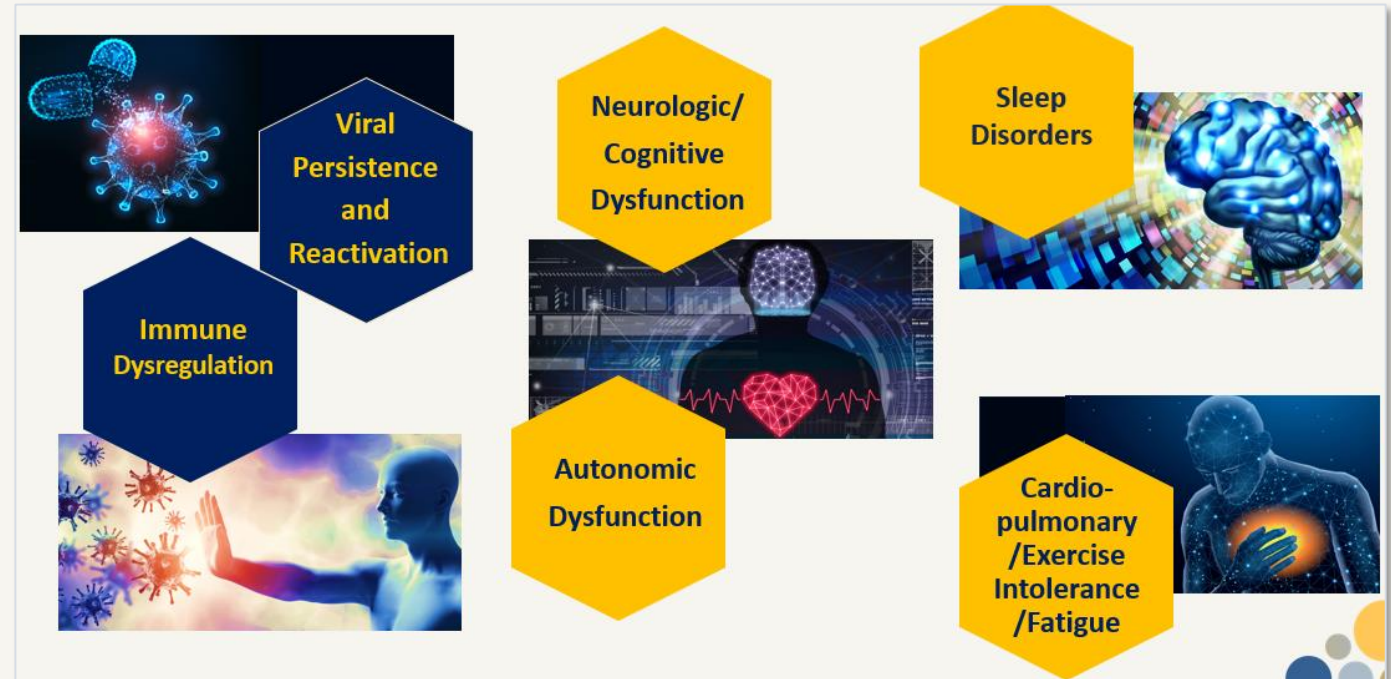 Viral
Persistence
and
Reactivation
Immune
Dysregulation
Neurologic/
Cognitive
Dysfunction
Autonomic
Dysfunction
Sleep
Disorders
Cardio-
pulmonary
/Exercise
Intolerance
/Fatigue